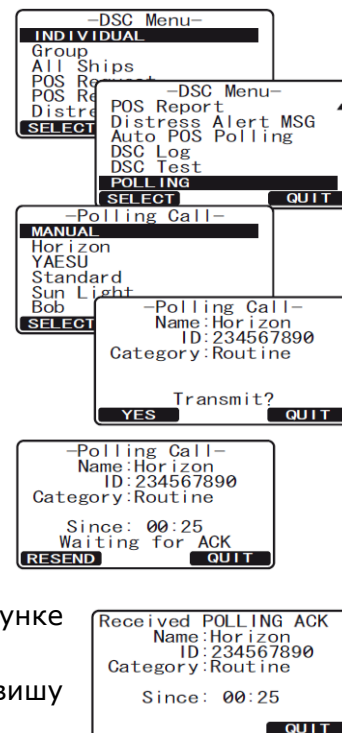 –DSC Menu–
INDIVIDUAL
Group
All Ships
POS Request
POS Re
Distre
SELECT
–DSC Menu–
POS Report
Distress Alert MSG
Auto POS Polling
DSC Log
DSC Test
POLLING
SELECT QUIT
–Polling Call–
MANUAL
Horizon
YAESU
Standard
Sun Light
Bob
SELECT
–Polling Call–
Name:Horizon
ID:234567890
Category:Routine
Transmit?
YES QUIT
–Polling Call–
Name:Horizon
ID:234567890
Category:Routine
Since: 00:25
Waiting for ACK
RESEND QUIT
унке
вишу
Received POLLING ACK
Name:Horizon
ID:234567890
Category:Routine
Since: 00:25
QUIT